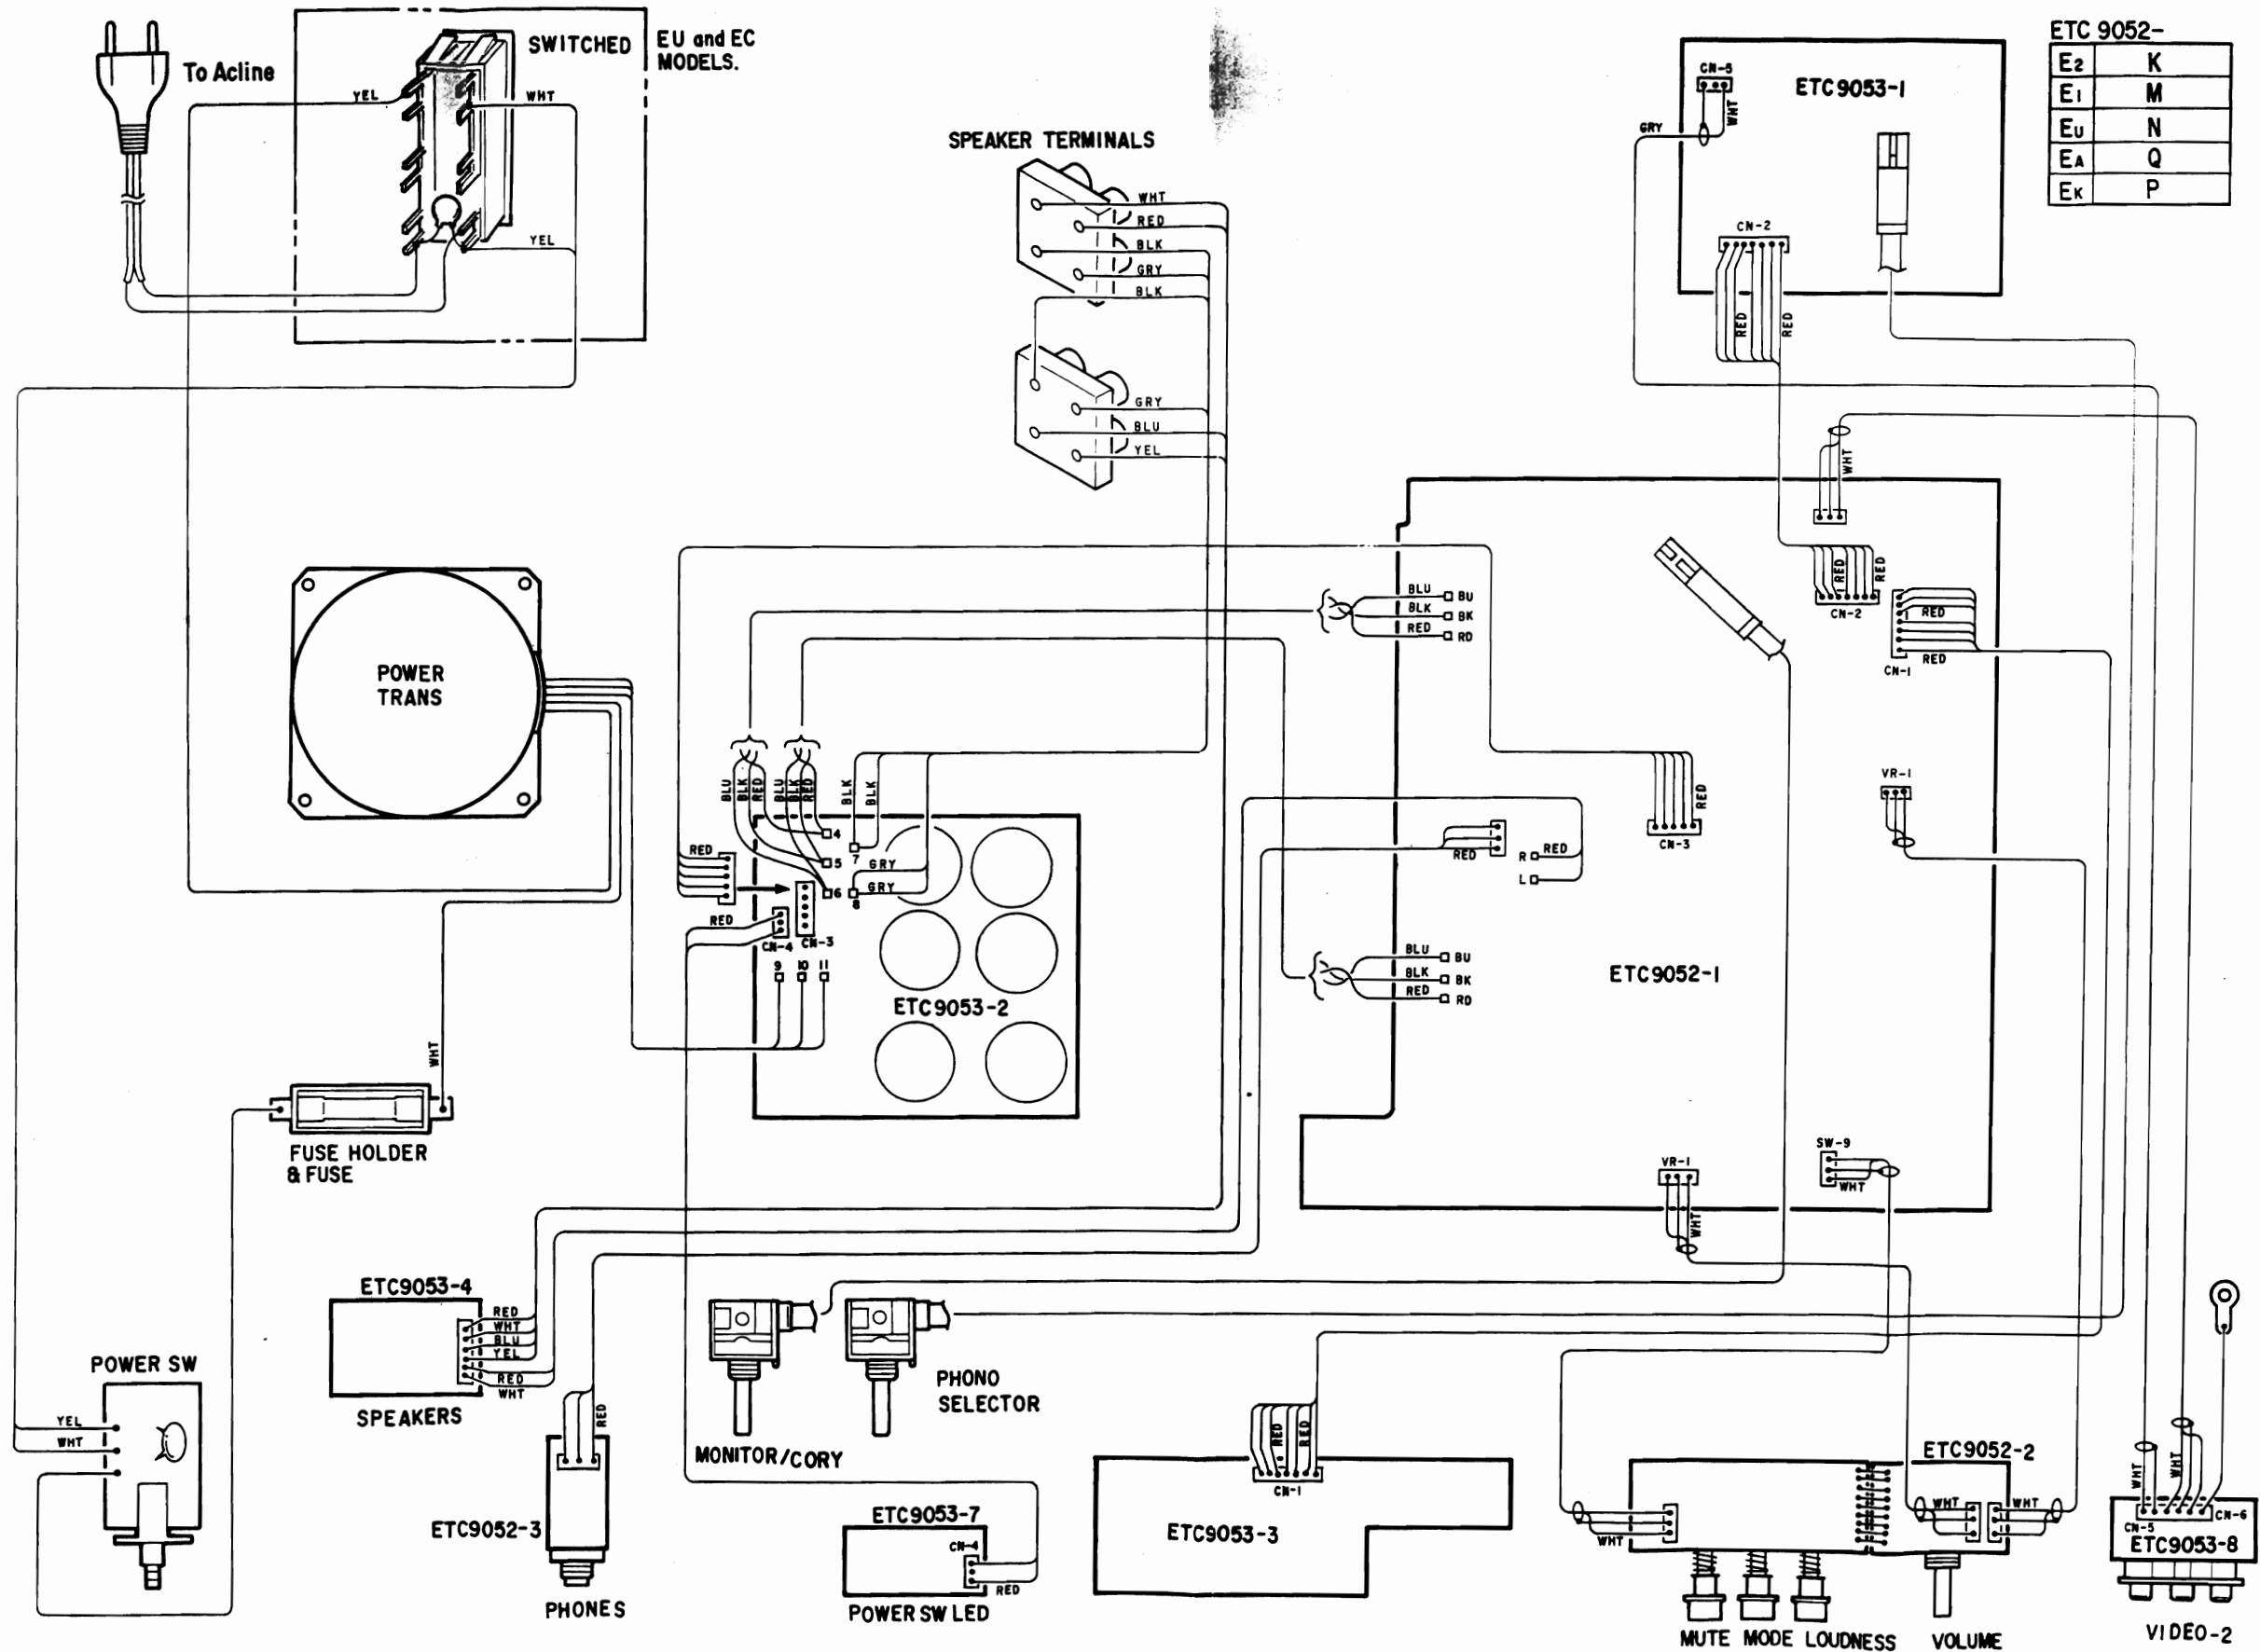 To Acline
SWITCHED
EU and EC
MODELS.
YEL
WHT
YEL
SPEAKER TERMINALS
WHT
RED
BLK
GRY
BLK
GRY
BLU
YEL
ETC9053-1
CN-5
WHT
GRY
CN-2
RED
RED
ETC 9052-
E2 K
E1 M
EU N
EA Q
EK P
WHT
RED
RED
CN-2
RED
RED
CN-1
BLU BU
BLK BK
RED RD
POWER
TRANS
BLU
BLK
RED
BLU
BLK
RED
BLK
BLK
4
5
6
7
8
GRY
GRY
RED
RED
CN-4
CN-3
9 10 11
ETC9053-2
RED
CN-3
VR-1
RED
R RED
L
BLU BU
BLK BK
RED RD
ETC9052-1
WHT
FUSE HOLDER
& FUSE
VR-1
WHT
SW-9
WHT
ETC9053-4
RED
WHT
BLU
YEL
RED
WHT
SPEAKERS
POWER SW
YEL
WHT
RED
ETC9052-3
PHONES
MONITOR/CORY
PHONO
SELECTOR
ETC9053-7
CN-4
RED
POWER SW LED
RED
RED
CN-1
ETC9053-3
WHT
ETC9052-2
WHT
WHT
MUTE MODE LOUDNESS
VOLUME
WHT
WHT
CN-5
CN-6
ETC9053-8
VIDEO-2